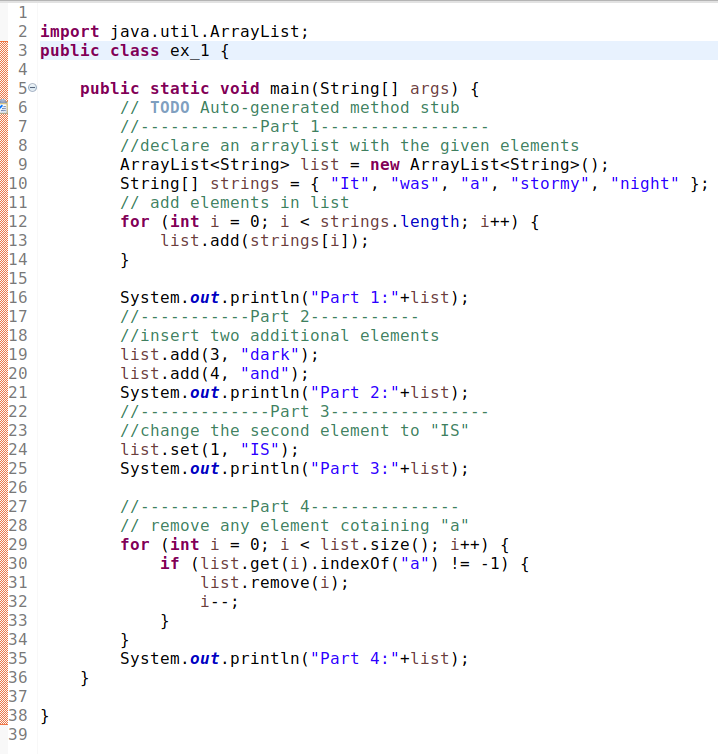 1
2 import java.util.ArrayList;
3 public class ex_1 {
4
5 public static void main(String[] args) {
6 // TODO Auto-generated method stub
7 //------------Part 1-----------------
8 //declare an arraylist with the given elements
9 ArrayList<String> list = new ArrayList<String>();
10 String[] strings = { "It", "was", "a", "stormy", "night" };
11 // add elements in list
12 for (int i = 0; i < strings.length; i++) {
13 list.add(strings[i]);
14 }
15
16 System.out.println("Part 1:"+list);
17 //-----------Part 2-----------
18 //insert two additional elements
19 list.add(3, "dark");
20 list.add(4, "and");
21 System.out.println("Part 2:"+list);
22 //-------------Part 3----------------
23 //change the second element to "IS"
24 list.set(1, "IS");
25 System.out.println("Part 3:"+list);
26
27 //-----------Part 4---------------
28 // remove any element cotaining "a"
29 for (int i = 0; i < list.size(); i++) {
30 if (list.get(i).indexOf("a") != -1) {
31 list.remove(i);
32 i--;
33 }
34 }
35 System.out.println("Part 4:"+list);
36 }
37
38 }
39